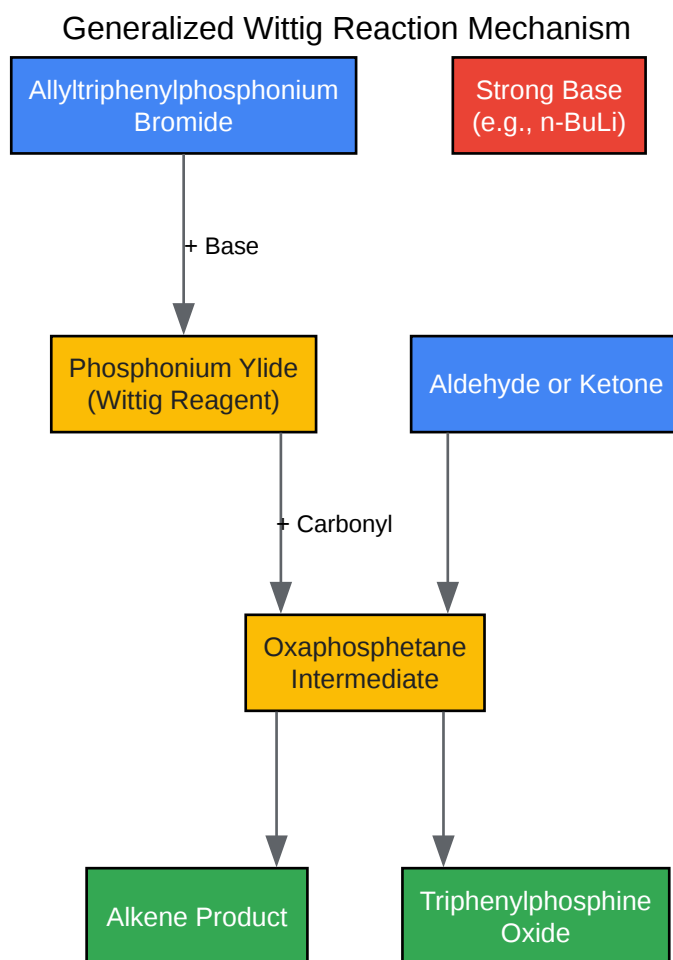 Generalized Wittig Reaction Mechanism
Allyltriphenylphosphonium
Bromide
Strong Base
(e.g., n-BuLi)
+ Base
Phosphonium Ylide
(Wittig Reagent)
Aldehyde or Ketone
+ Carbonyl
Oxaphosphetane
Intermediate
Alkene Product
Triphenylphosphine
Oxide